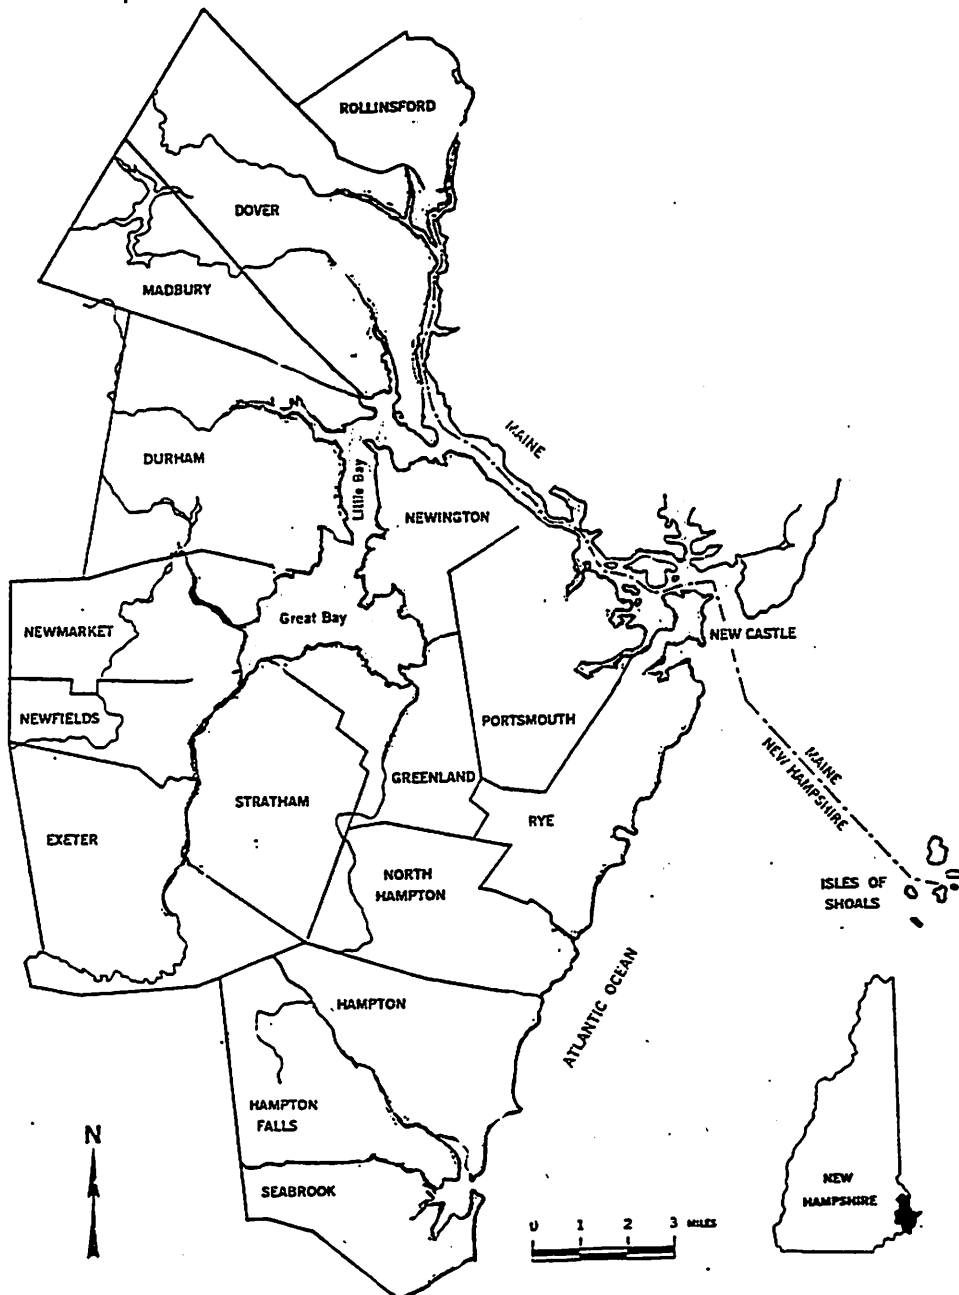 ROLLINSFORD
DOVER
MADBURY
MAINE
DURHAM
Little Bay
NEWINGTON
Great Bay
NEWMARKET
NEW CASTLE
NEWFIELDS
PORTSMOUTH
MAINE
NEW HAMPSHIRE
GREENLAND
STRATHAM
RYE
EXETER
NORTH
HAMPTON
ISLES OF
SHOALS
ATLANTIC OCEAN
HAMPTON
HAMPTON
FALLS
N
SEABROOK
NEW
HAMPSHIRE
0 1 2 3 MILES